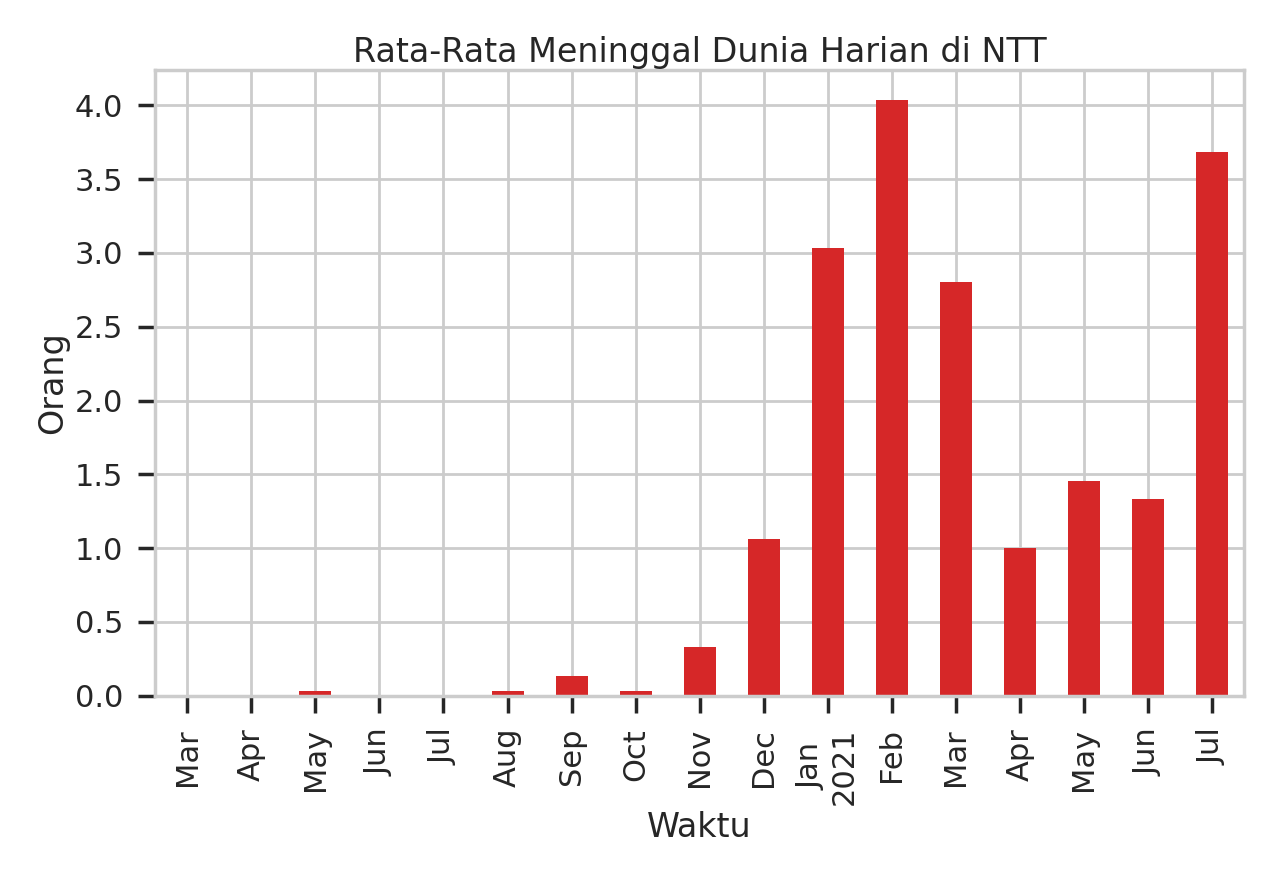 Rata-Rata Meninggal Dunia Harian di NTT
Orang
4.0
3.5
3.0
2.5
2.0
1.5
1.0
0.5
0.0
Mar
Apr
May
Jun
Jul
Aug
Sep
Oct
Nov
Dec
Jan
2021
Feb
Mar
Apr
May
Jun
Jul
Waktu